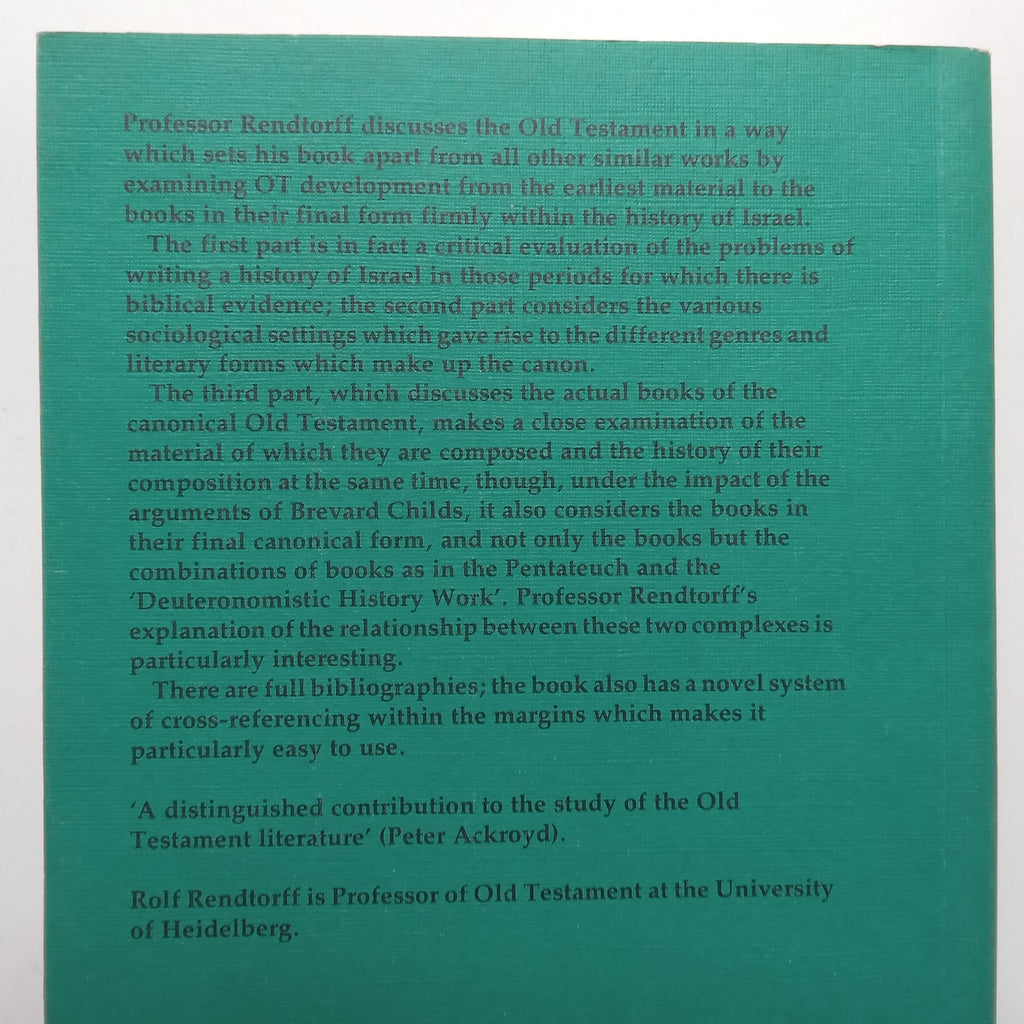 Professor Rendtorff discusses the Old Testament in a way
which sets his book apart from all other similar works by
examining OT development from the earliest material to the
books in their final form firmly within the history of Israel.
The first part is in fact a critical evaluation of the problems of
writing a history of Israel in those periods for which there is
biblical evidence; the second part considers the various
sociological settings which gave rise to the different genres and
literary forms which make up the canon.
The third part, which discusses the actual books of the
canonical Old Testament, makes a close examination of the
material of which they are composed and the history of their
composition at the same time, though, under the impact of the
arguments of Brevard Childs, it also considers the books in
their final canonical form, and not only the books but the
combinations of books as in the Pentateuch and the
'Deuteronomistic History Work'. Professor Rendtorff's
explanation of the relationship between these two complexes is
particularly interesting.
There are full bibliographies; the book also has a novel system
of cross-referencing within the margins which makes it
particularly easy to use.
'A distinguished contribution to the study of the Old
Testament literature' (Peter Ackroyd).
Rolf Rendtorff is Professor of Old Testament at the University
of Heidelberg.